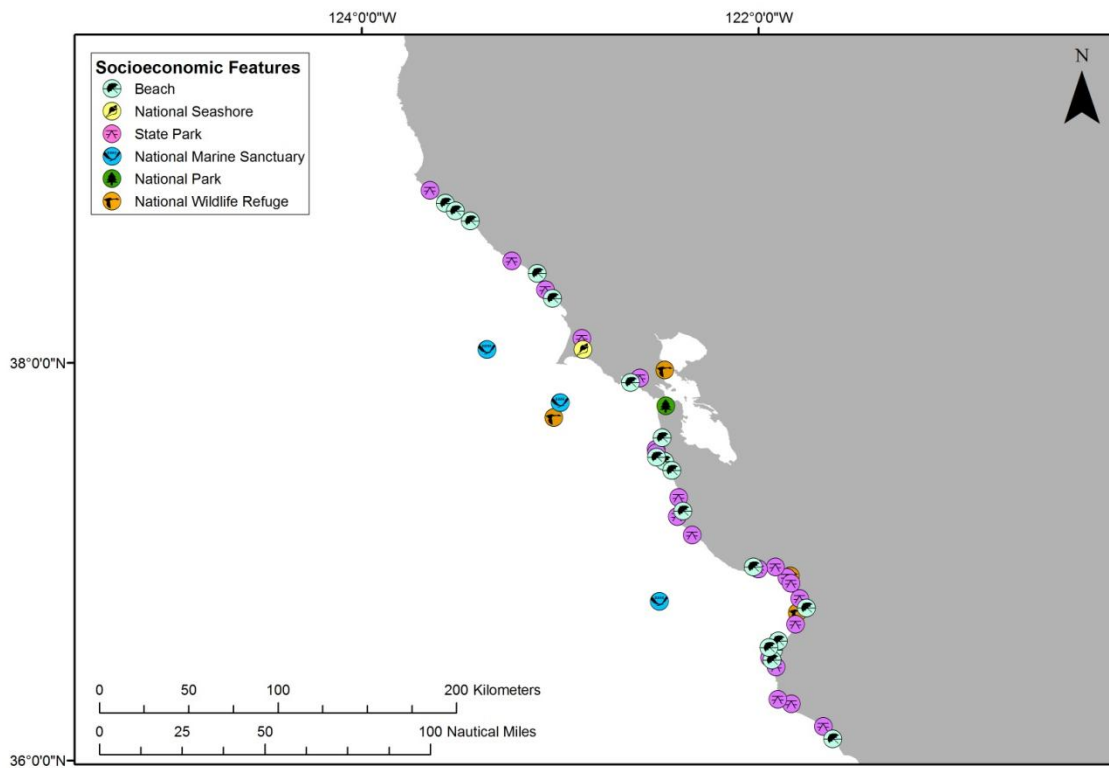 124°0'0"W 122°0'0"W
N
Socioeconomic Features
Beach
National Seashore
State Park
National Marine Sanctuary
National Park
National Wildlife Refuge
38°0'0"N
0 50 100 200 Kilometers
0 25 50 100 Nautical Miles
36°0'0"N